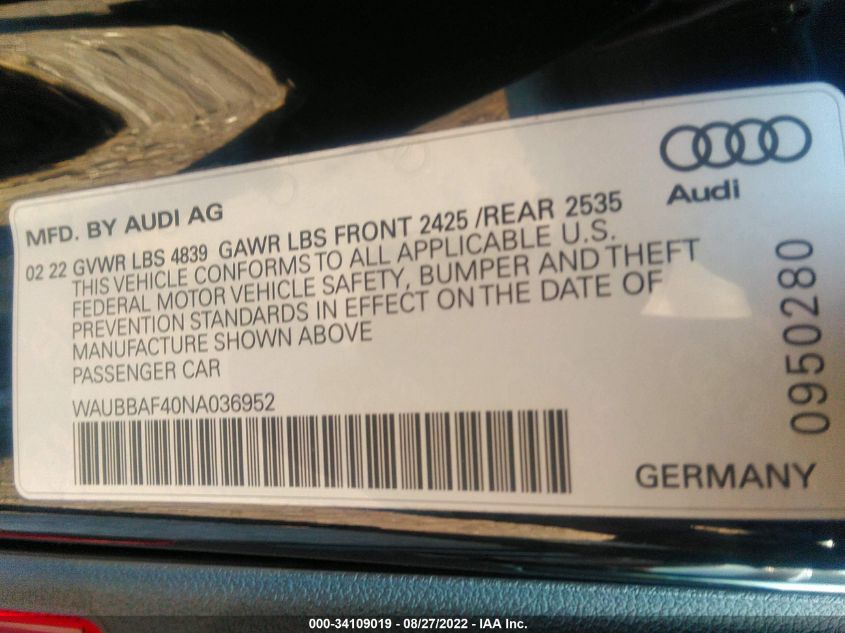 Audi
MFD. BY AUDI AG
02 22 GVWR LBS 4839 GAWR LBS FRONT 2425 /REAR 2535
THIS VEHICLE CONFORMS TO ALL APPLICABLE U.S.
FEDERAL MOTOR VEHICLE SAFETY, BUMPER AND THEFT
PREVENTION STANDARDS IN EFFECT ON THE DATE OF
MANUFACTURE SHOWN ABOVE
PASSENGER CAR
WAUBBAF40NA036952
0950280
GERMANY
000-34109019 - 08/27/2022 - IAA Inc.